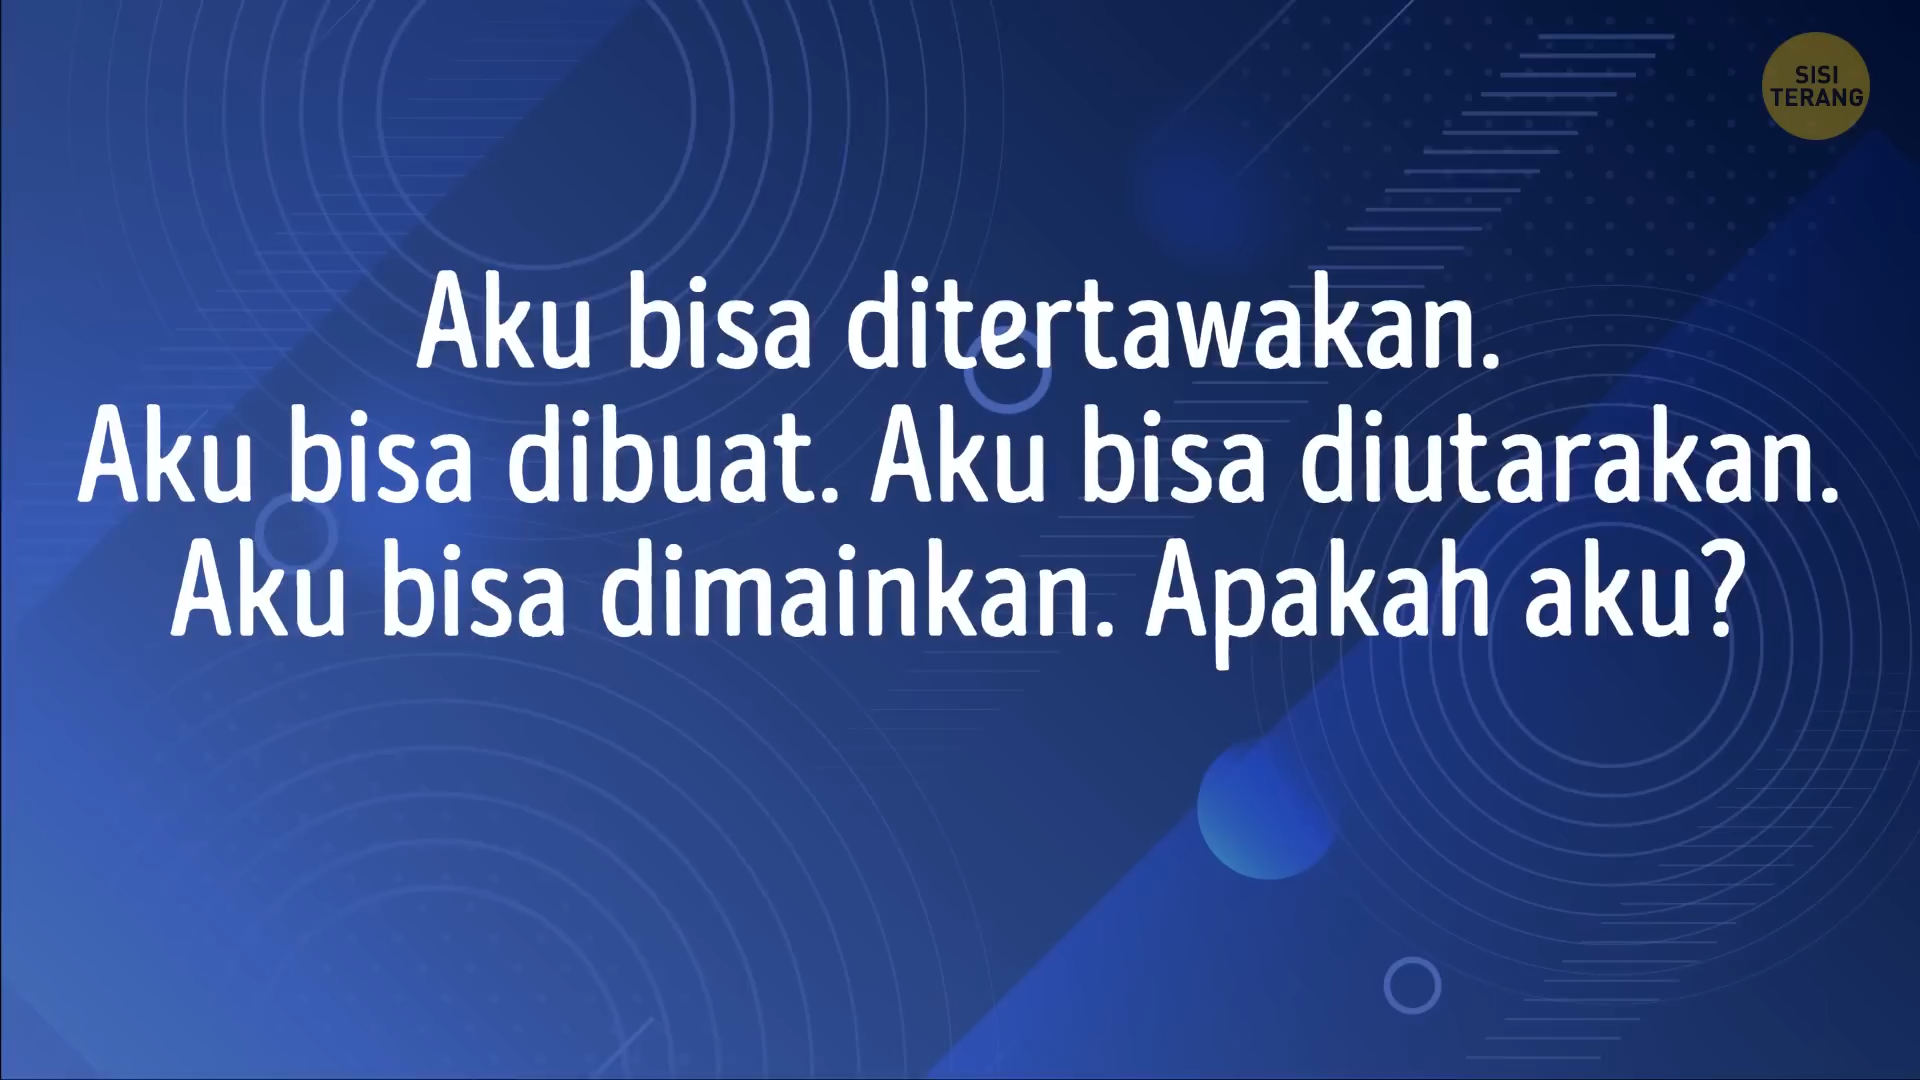 SISI
TERANG
Aku bisa ditertawakan.
Aku bisa dibuat. Aku bisa diutarakan.
Aku bisa dimainkan. Apakah aku?